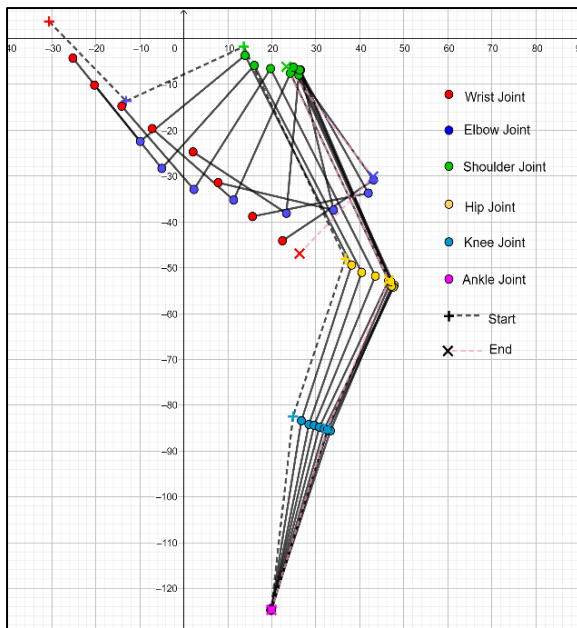 40 -30 -20 -10 0 10 20 30 40 50 60 70 80 9
-10
-20
-30
-40
-50
-60
-70
-80
-90
-100
-110
-120
Wrist Joint
Elbow Joint
Shoulder Joint
Hip Joint
Knee Joint
Ankle Joint
Start
End